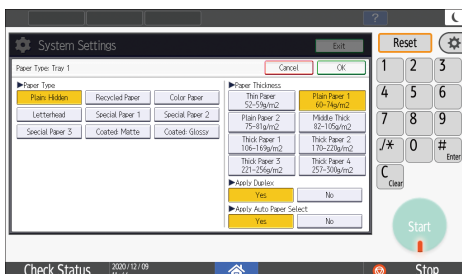 ?
System Settings
Exit
Reset
Paper Type: Tray 1
Cancel
OK
►Paper Type
►Paper Thickness
Plain: Hidden
Recycled Paper
Color Paper
Letterhead
Special Paper 1
Special Paper 2
Special Paper 3
Coated: Matte
Coated: Glossy
Thin Paper
52-59g/m2
Plain Paper 1
60-74g/m2
Plain Paper 2
75-81g/m2
Middle Thick
82-105g/m2
Thick Paper 1
106-169g/m2
Thick Paper 2
170-220g/m2
Thick Paper 3
221-256g/m2
Thick Paper 4
257-300g/m2
►Apply Duplex
Yes
No
►Apply Auto Paper Select
Yes
No
1 2 3
4 5 6
7 8 9
./* 0 #
Enter
C
Clear
Start
Check Status
2020/12/09
Stop